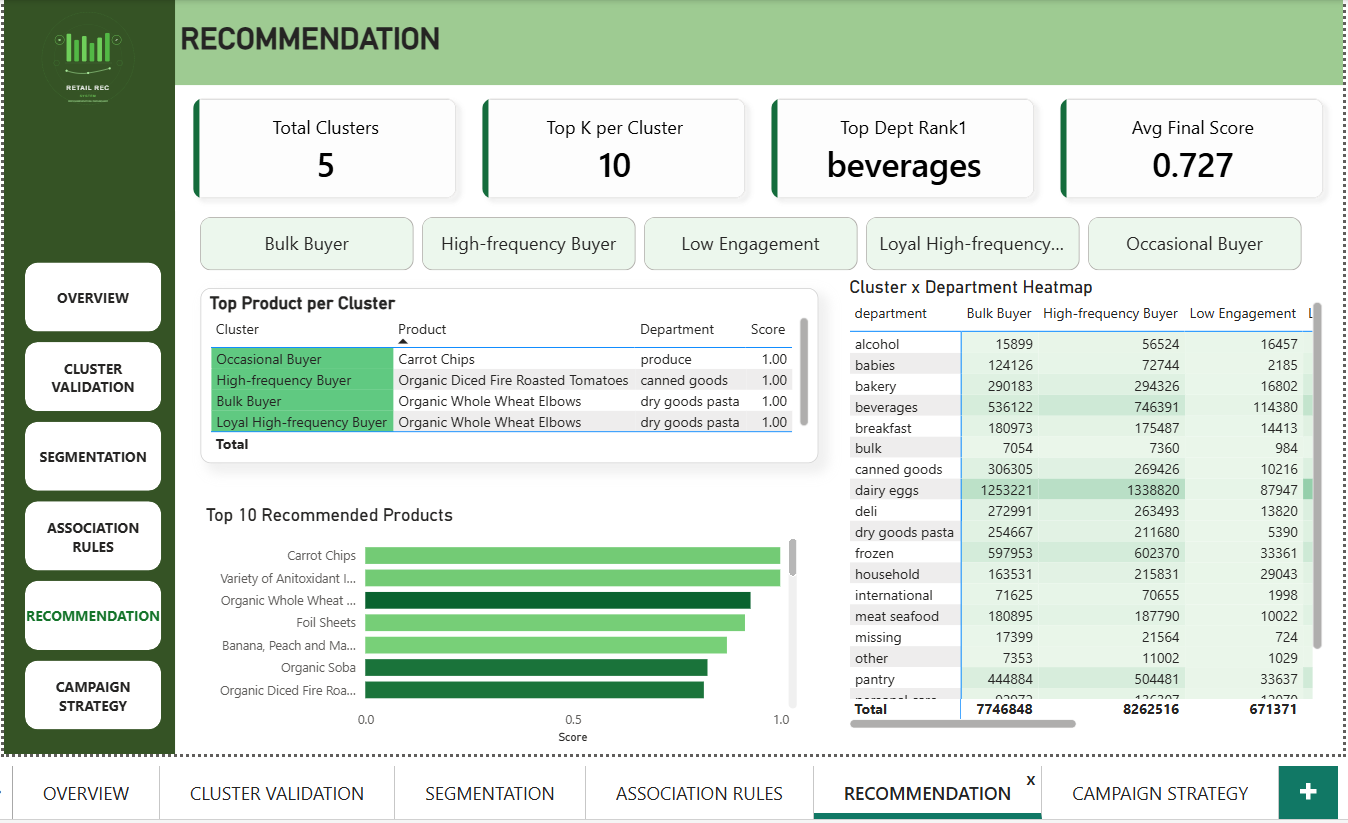 RETAIL REC
RECOMMENDATION
Total Clusters
5
Top K per Cluster
10
Top Dept Rank1
beverages
Avg Final Score
0.727
Bulk Buyer
High-frequency Buyer
Low Engagement
Loyal High-frequency...
Occasional Buyer
OVERVIEW
CLUSTER
VALIDATION
SEGMENTATION
ASSOCIATION
RULES
RECOMMENDATION
CAMPAIGN
STRATEGY
Top Product per Cluster
Cluster Product Department Score
Occasional Buyer Carrot Chips produce 1.00
High-frequency Buyer Organic Diced Fire Roasted Tomatoes canned goods 1.00
Bulk Buyer Organic Whole Wheat Elbows dry goods pasta 1.00
Loyal High-frequency Buyer Organic Whole Wheat Elbows dry goods pasta 1.00
Total
Top 10 Recommended Products
Carrot Chips
Variety of Anitoxidant I...
Organic Whole Wheat ...
Foil Sheets
Banana, Peach and Ma...
Organic Soba
Organic Diced Fire Roa...
0.0 0.5 1.0
Score
Cluster x Department Heatmap
department Bulk Buyer High-frequency Buyer Low Engagement
alcohol 15899 56524 16457
babies 124126 72744 2185
bakery 290183 294326 16802
beverages 536122 746391 114380
breakfast 180973 175487 14413
bulk 7054 7360 984
canned goods 306305 269426 10216
dairy eggs 1253221 1338820 87947
deli 272991 263493 13820
dry goods pasta 254667 211680 5390
frozen 597953 602370 33361
household 163531 215831 29043
international 71625 70655 1998
meat seafood 180895 187790 10022
missing 17399 21564 724
other 7353 11002 1029
pantry 444884 504481 33637
Total 7746848 8262516 671371
OVERVIEW
CLUSTER VALIDATION
SEGMENTATION
ASSOCIATION RULES
RECOMMENDATION
X
CAMPAIGN STRATEGY
+